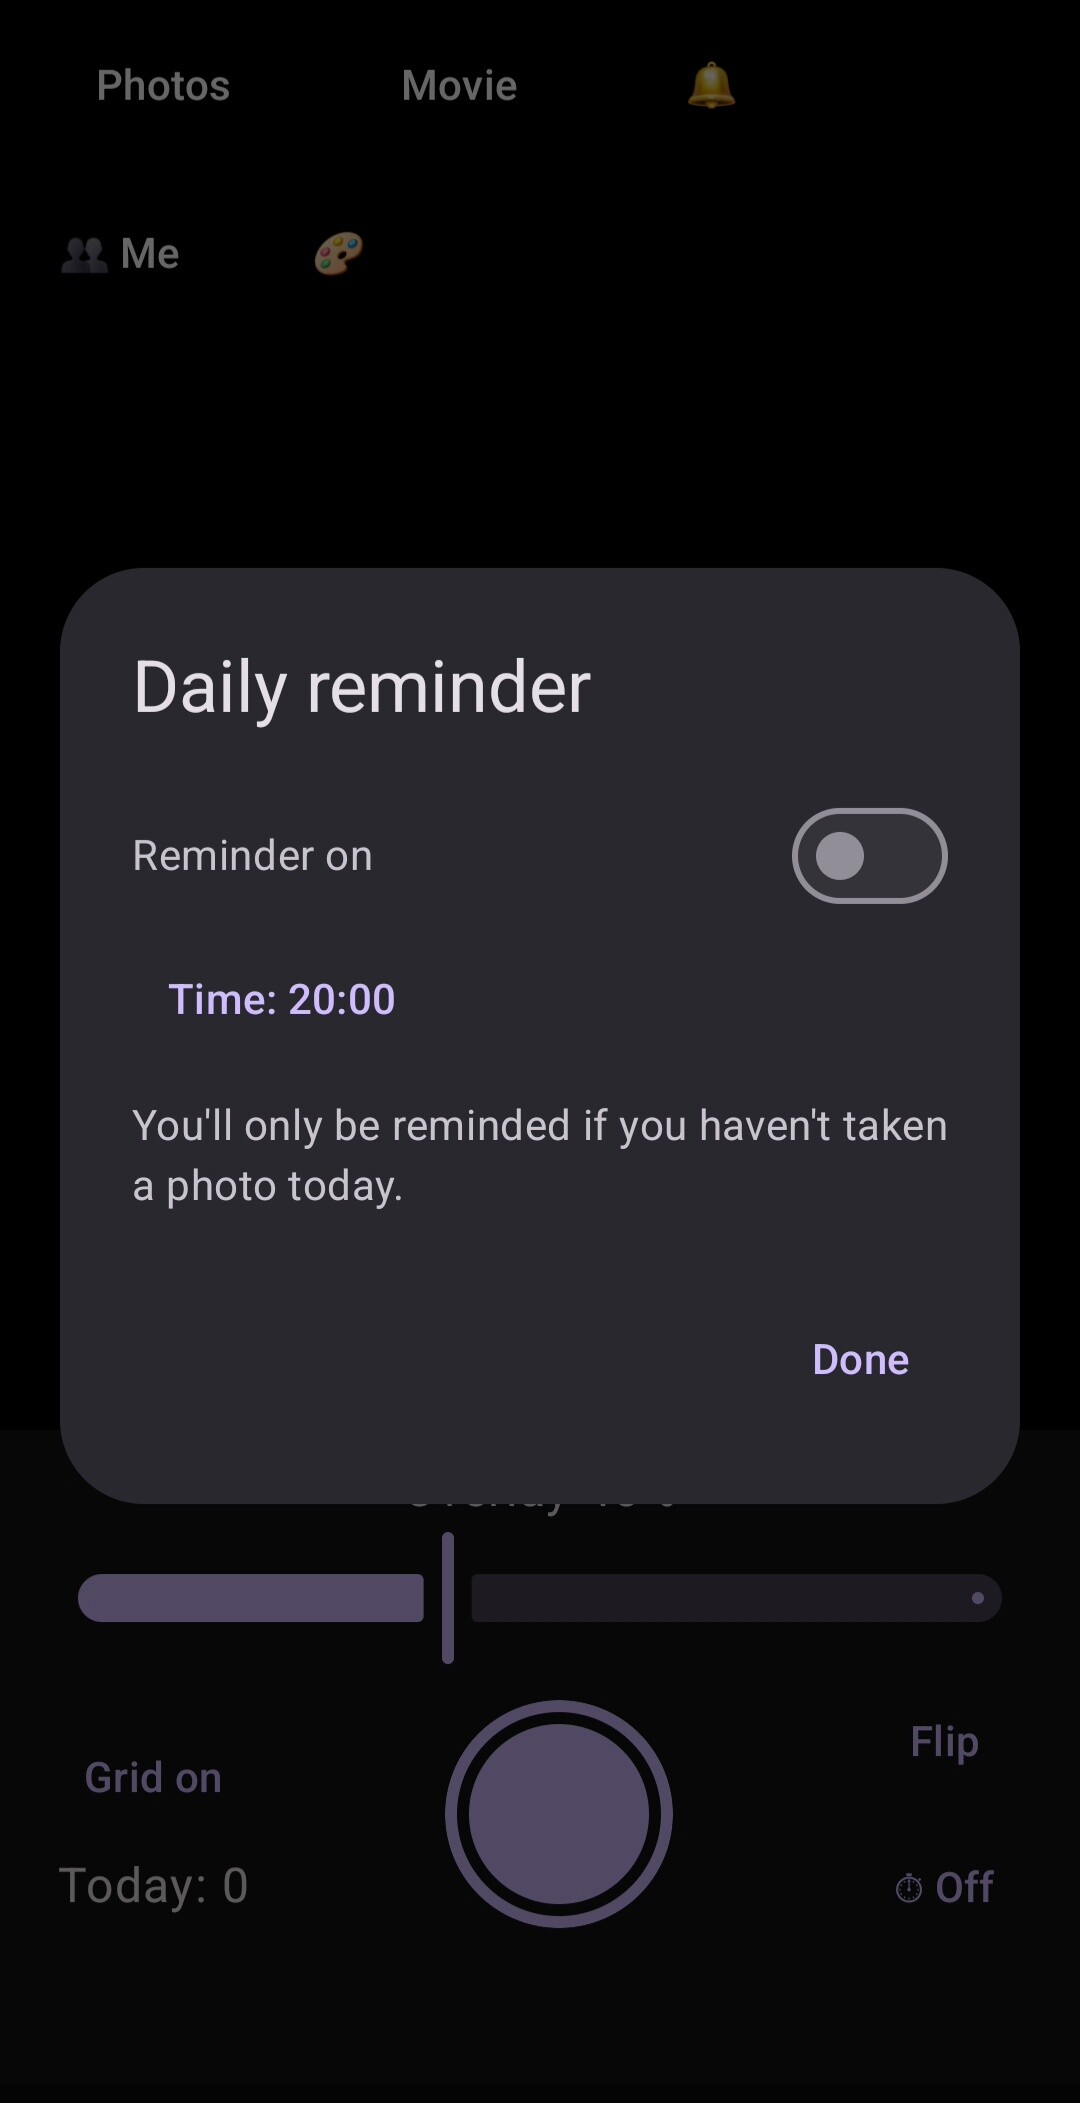 Photos Movie 🔔
👥 Me 🎨
Daily reminder
Reminder on
Time: 20:00
You'll only be reminded if you haven't taken
a photo today.
Done
Flip
Grid on
Today: 0
⏱ Off